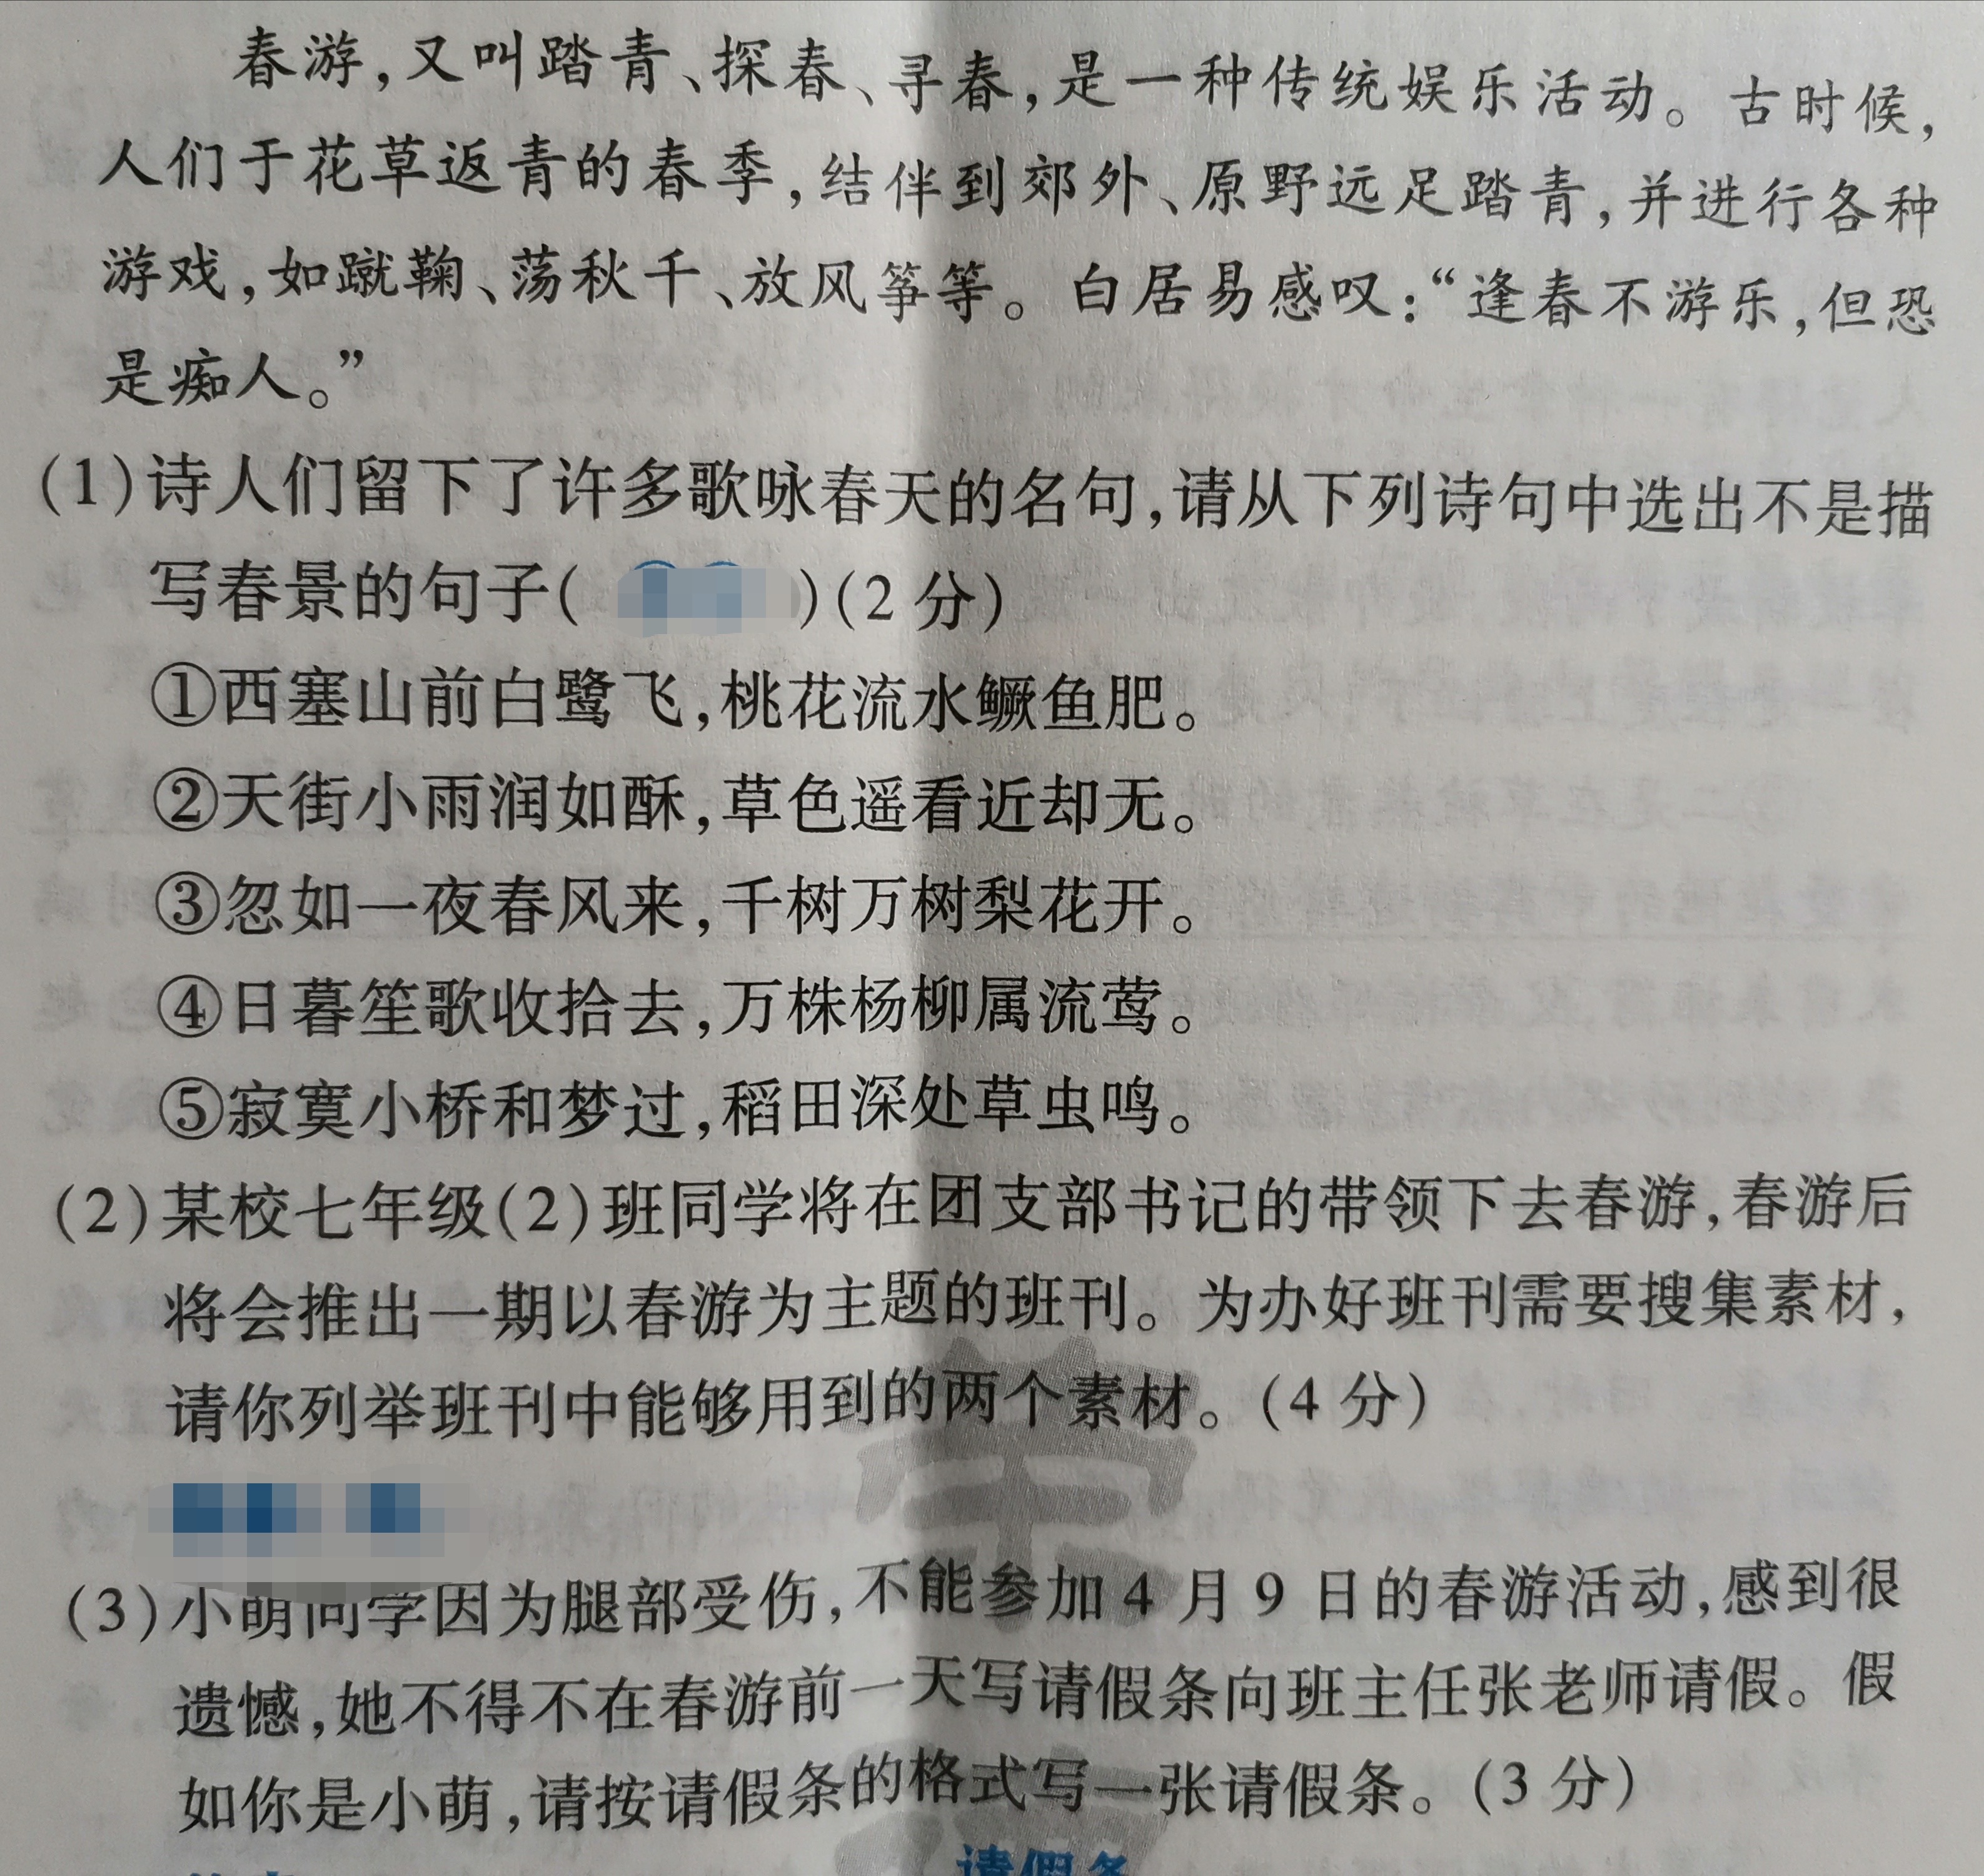 春游，又叫踏青、探春、寻春，是一种传统娱乐活动。古时候，
人们于花草返青的春季，结伴到郊外、原野远足踏青，并进行各种
游戏，如蹴鞠、荡秋千、放风筝等。白居易感叹：“逢春不游乐，但恐
是痴人。”
(1)诗人们留下了许多歌咏春天的名句，请从下列诗句中选出不是描
写春景的句子( )(2分)
①西塞山前白鹭飞，桃花流水鳜鱼肥。
②天街小雨润如酥，草色遥看近却无。
③忽如一夜春风来，千树万树梨花开。
④日暮笙歌收拾去，万株杨柳属流莺。
⑤寂寞小桥和梦过，稻田深处草虫鸣。
(2)某校七年级(2)班同学将在团支部书记的带领下去春游，春游后
将会推出一期以春游为主题的班刊。为办好班刊需要搜集素材，
请你列举班刊中能够用到的两个素材。(4分)
(3)小萌同学因为腿部受伤，不能参加4月9日的春游活动，感到很
遗憾，她不得不在春游前一天写请假条向班主任张老师请假。假
如你是小萌，请按请假条的格式写一张请假条。(3分)
请假条